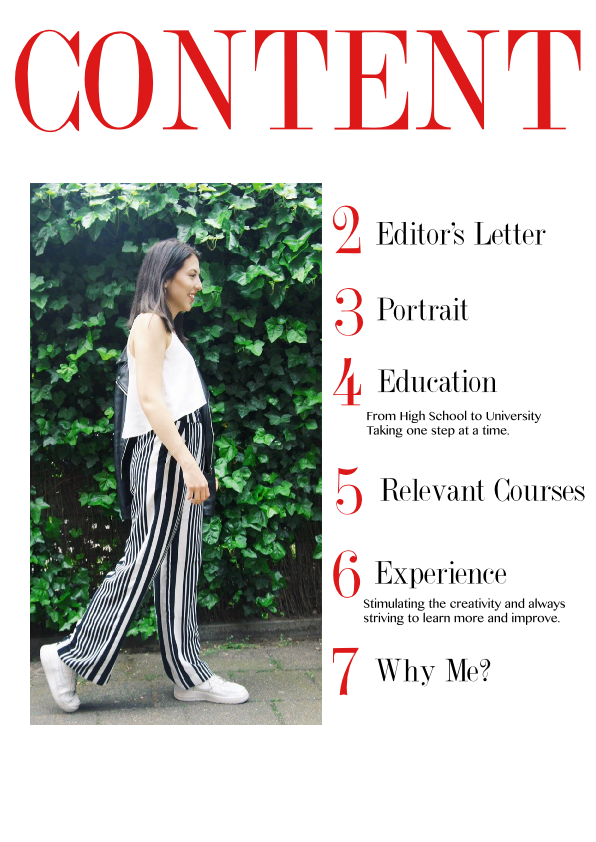 CONTENT
2 Editor's Letter
3 Portrait
4 Education
From High School to University
Taking one step at a time.
5 Relevant Courses
6 Experience
Stimulating the creativity and always
striving to learn more and improve.
7 Why Me?